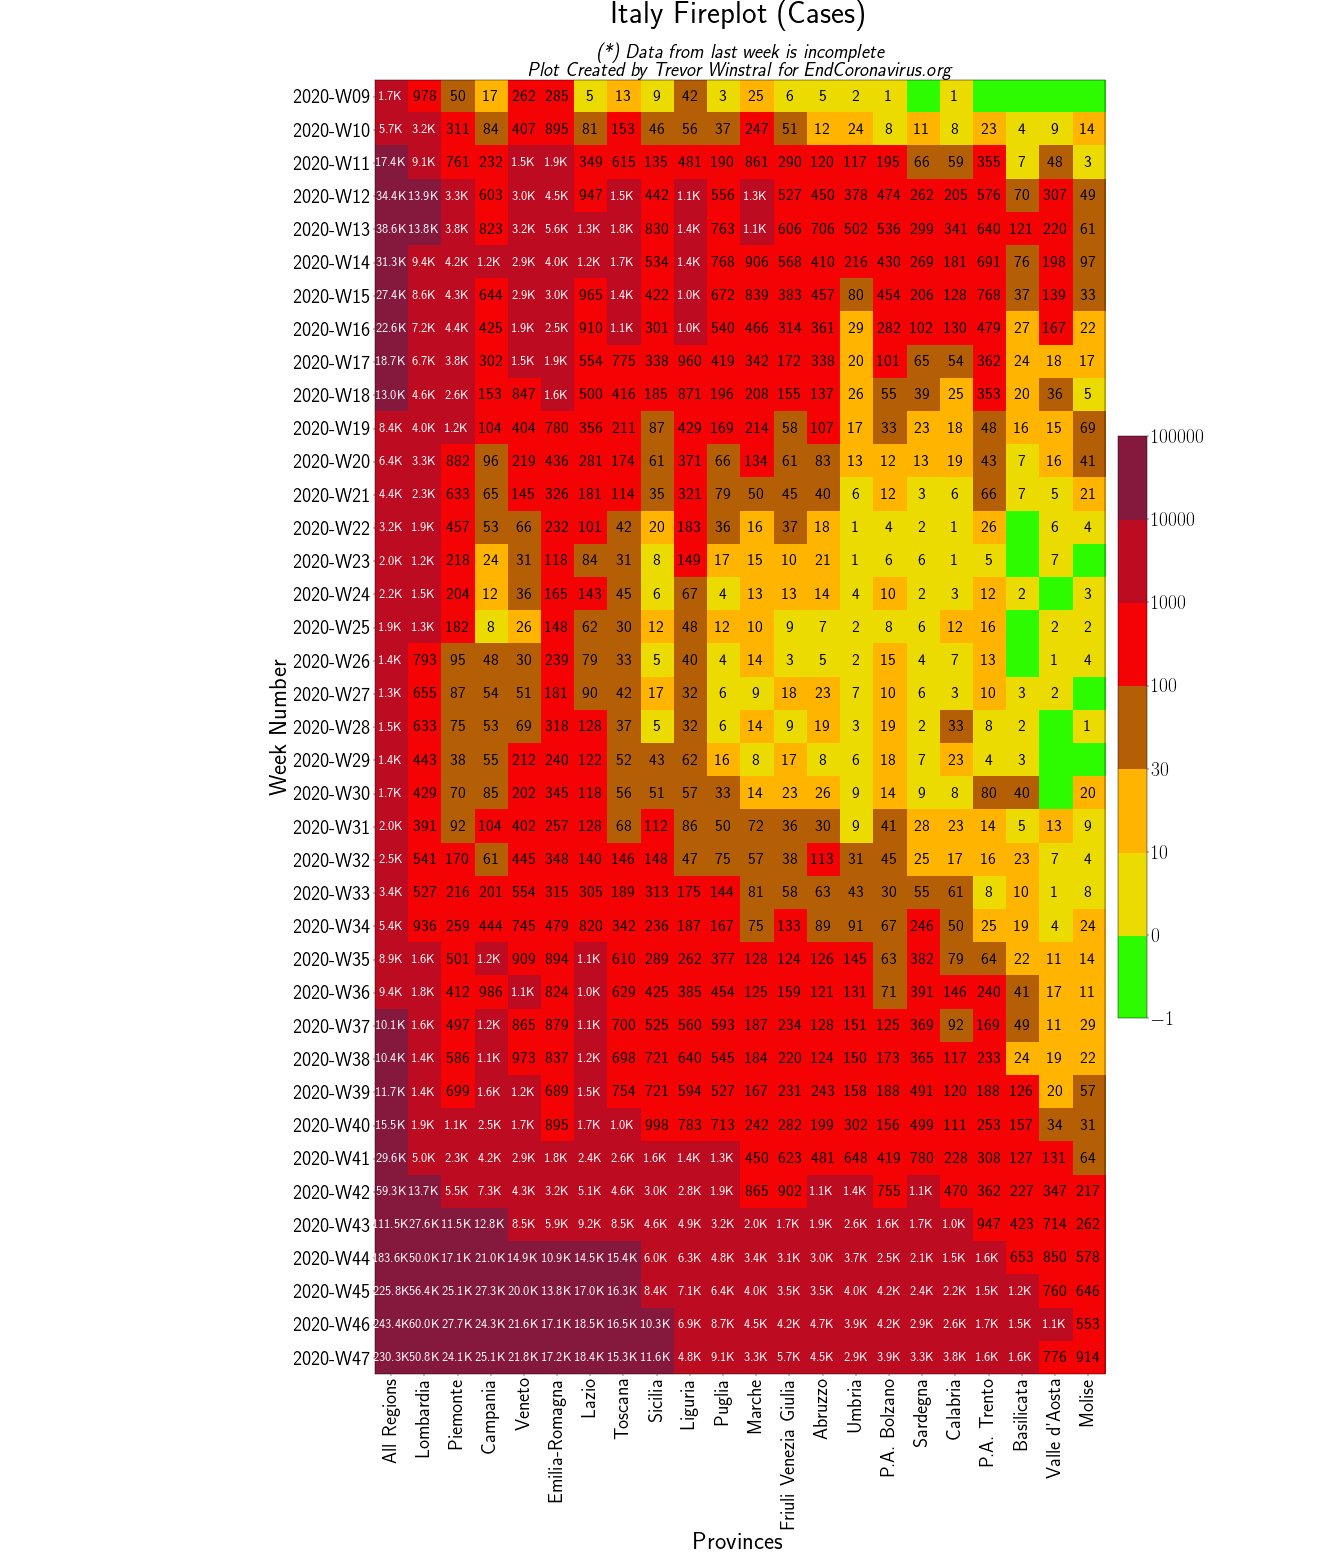 Italy Fireplot (Cases)
(*) Data from last week is incomplete
Plot Created by Trevor Winstral for EndCoronavirus.org
2020-W09 1.7K 978 50 17 262 285 5 13 9 42 3 25 6 5 2 1 1
2020-W10 5.7K 3.2K 311 84 407 895 81 153 46 56 37 247 51 12 24 8 11 8 23 4 9 14
2020-W11 17.4K 9.1K 761 232 1.5K 1.9K 349 615 135 481 190 861 290 120 117 195 66 59 355 7 48 3
2020-W12 34.4K 13.9K 3.3K 603 3.0K 4.5K 947 1.5K 442 1.1K 556 1.3K 527 450 378 474 262 205 576 70 307 49
2020-W13 38.6K 13.8K 3.8K 823 3.2K 5.6K 1.3K 1.8K 830 1.4K 763 1.1K 606 706 502 536 299 341 640 121 220 61
2020-W14 31.3K 9.4K 4.2K 1.2K 2.9K 4.0K 1.2K 1.7K 534 1.4K 768 906 568 410 216 430 269 181 691 76 198 97
2020-W15 27.4K 8.6K 4.3K 644 2.9K 3.0K 965 1.4K 422 1.0K 672 839 383 457 80 454 206 128 768 37 139 33
2020-W16 22.6K 7.2K 4.4K 425 1.9K 2.5K 910 1.1K 301 1.0K 540 466 314 361 29 282 102 130 479 27 167 22
2020-W17 18.7K 6.7K 3.8K 302 1.5K 1.9K 554 775 338 960 419 342 172 338 20 101 65 54 362 24 18 17
2020-W18 13.0K 4.6K 2.6K 153 847 1.6K 500 416 185 871 196 208 155 137 26 55 39 25 353 20 36 5
2020-W19 8.4K 4.0K 1.2K 104 404 780 356 211 87 429 169 214 58 107 17 33 23 18 48 16 15 69
2020-W20 6.4K 3.3K 882 96 219 436 281 174 61 371 66 134 61 83 13 12 13 19 43 7 16 41
2020-W21 4.4K 2.3K 633 65 145 326 181 114 35 321 79 50 45 40 6 12 3 6 66 7 5 21
2020-W22 3.2K 1.9K 457 53 66 232 101 42 20 183 36 16 37 18 1 4 2 1 26 6 4
2020-W23 2.0K 1.2K 218 24 31 118 84 31 8 149 17 15 10 21 1 6 6 1 5 7
2020-W24 2.2K 1.5K 204 12 36 165 143 45 6 67 4 13 13 14 4 10 2 3 12 2 3
2020-W25 1.9K 1.3K 182 8 26 148 62 30 12 48 12 10 9 7 2 8 6 12 16 2 2
2020-W26 1.4K 793 95 48 30 239 79 33 5 40 4 14 3 5 2 15 4 7 13 1 4
2020-W27 1.3K 655 87 54 51 181 90 42 17 32 6 9 18 23 7 10 6 3 10 3 2
2020-W28 1.5K 633 75 53 69 318 128 37 5 32 6 14 9 19 3 19 2 33 8 2 1
2020-W29 1.4K 443 38 55 212 240 122 52 43 62 16 8 17 8 6 18 7 23 4 3
2020-W30 1.7K 429 70 85 202 345 118 56 51 57 33 14 23 26 9 14 9 8 80 40 20
2020-W31 2.0K 391 92 104 402 257 128 68 112 86 50 72 36 30 9 41 28 23 14 5 13 9
2020-W32 2.5K 541 170 61 445 348 140 146 148 47 75 57 38 113 31 45 25 17 16 23 7 4
2020-W33 3.4K 527 216 201 554 315 305 189 313 175 144 81 58 63 43 30 55 61 8 10 1 8
2020-W34 5.4K 936 259 444 745 479 820 342 236 187 167 75 133 89 91 67 246 50 25 19 4 24
2020-W35 8.9K 1.6K 501 1.2K 909 894 1.1K 610 289 262 377 128 124 126 145 63 382 79 64 22 11 14
2020-W36 9.4K 1.8K 412 986 1.1K 824 1.0K 629 425 385 454 125 159 121 131 71 391 146 240 41 17 11
2020-W37 10.1K 1.6K 497 1.2K 865 879 1.1K 700 525 560 593 187 234 128 151 125 369 92 169 49 11 29
2020-W38 10.4K 1.4K 586 1.1K 973 837 1.2K 698 721 640 545 184 220 124 150 173 365 117 233 24 19 22
2020-W39 11.7K 1.4K 699 1.6K 1.2K 689 1.5K 754 721 594 527 167 231 243 158 188 491 120 188 126 20 57
2020-W40 15.5K 1.9K 1.1K 2.5K 1.7K 895 1.7K 1.0K 998 783 713 242 282 199 302 156 499 111 253 157 34 31
2020-W41 29.6K 5.0K 2.3K 4.2K 2.9K 1.8K 2.4K 2.6K 1.6K 1.4K 1.3K 450 623 481 648 419 780 228 308 127 131 64
2020-W42 59.3K 13.7K 5.5K 7.3K 4.3K 3.2K 5.1K 4.6K 3.0K 2.8K 1.9K 865 902 1.1K 1.4K 755 1.1K 470 362 227 347 217
2020-W43 111.5K 27.6K 11.5K 12.8K 8.5K 5.9K 9.2K 8.5K 4.6K 4.9K 3.2K 2.0K 1.7K 1.9K 2.6K 1.6K 1.7K 1.0K 947 423 714 262
2020-W44 183.6K 50.0K 17.1K 21.0K 14.9K 10.9K 14.5K 15.4K 6.0K 6.3K 4.8K 3.4K 3.1K 3.0K 3.7K 2.5K 2.1K 1.5K 1.6K 653 850 578
2020-W45 225.8K 56.4K 25.1K 27.3K 20.0K 13.8K 17.0K 16.3K 8.4K 7.1K 6.4K 4.0K 3.5K 3.5K 4.0K 4.2K 2.4K 2.2K 1.5K 1.2K 760 646
2020-W46 243.4K 60.0K 27.7K 24.3K 21.6K 17.1K 18.5K 16.5K 10.3K 6.9K 8.7K 4.5K 4.2K 4.7K 3.9K 4.2K 2.9K 2.6K 1.7K 1.5K 1.1K 553
2020-W47 230.3K 50.8K 24.1K 25.1K 21.8K 17.2K 18.4K 15.3K 11.6K 4.8K 9.1K 3.3K 5.7K 4.5K 2.9K 3.9K 3.3K 3.8K 1.6K 1.6K 776 914
Week Number
All Regions
Lombardia
Piemonte
Campania
Veneto
Emilia-Romagna
Lazio
Toscana
Sicilia
Liguria
Puglia
Marche
Friuli Venezia Giulia
Abruzzo
Umbria
P.A. Bolzano
Sardegna
Calabria
P.A. Trento
Basilicata
Valle d'Aosta
Molise
Provinces
100000
10000
1000
100
30
10
0
−1